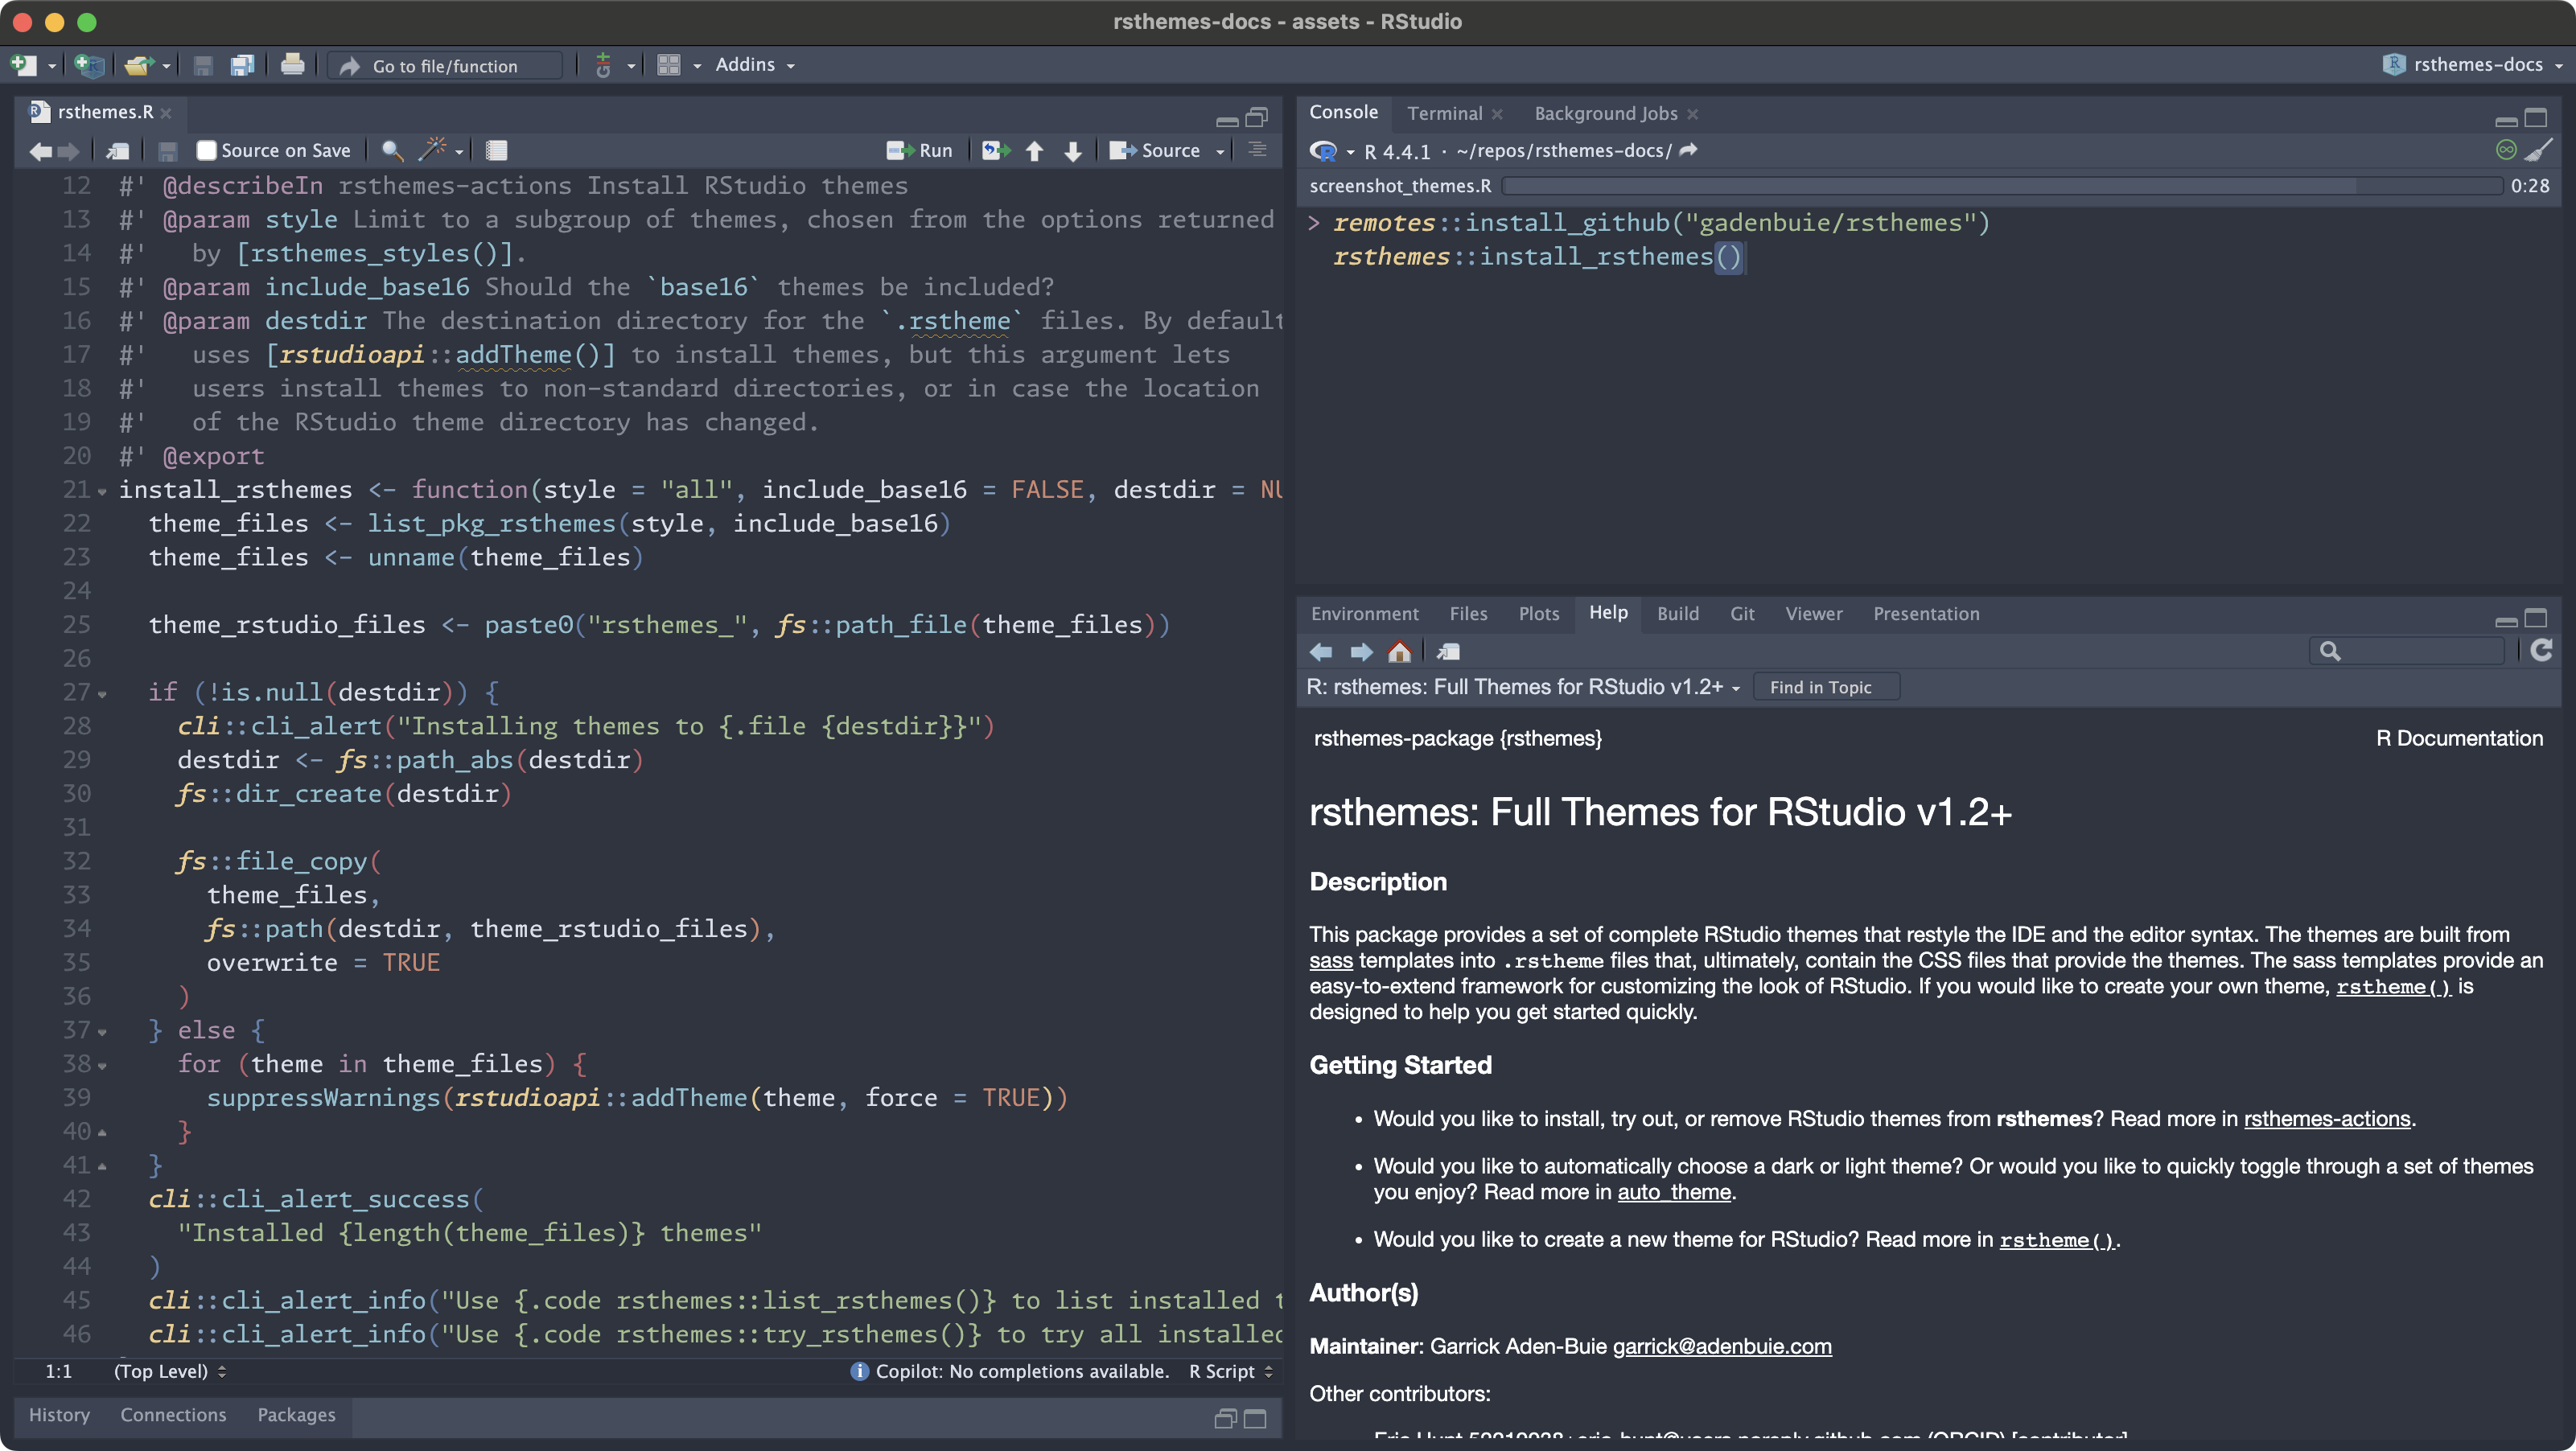 rsthemes-docs - assets - RStudio
Go to file/function
Addins
rsthemes-docs
rsthemes.R
Source on Save
Run
Source
12 #' @describeIn rsthemes-actions Install RStudio themes
13 #' @param style Limit to a subgroup of themes, chosen from the options returned
14 #'   by [rsthemes_styles()].
15 #' @param include_base16 Should the `base16` themes be included?
16 #' @param destdir The destination directory for the `.rstheme` files. By default
17 #'   uses [rstudioapi::addTheme()] to install themes, but this argument lets
18 #'   users install themes to non-standard directories, or in case the location
19 #'   of the RStudio theme directory has changed.
20 #' @export
21 install_rsthemes <- function(style = "all", include_base16 = FALSE, destdir = NU
22   theme_files <- list_pkg_rsthemes(style, include_base16)
23   theme_files <- unname(theme_files)
24
25   theme_rstudio_files <- paste0("rsthemes_", fs::path_file(theme_files))
26
27   if (!is.null(destdir)) {
28     cli::cli_alert("Installing themes to {.file {destdir}}")
29     destdir <- fs::path_abs(destdir)
30     fs::dir_create(destdir)
31
32     fs::file_copy(
33       theme_files,
34       fs::path(destdir, theme_rstudio_files),
35       overwrite = TRUE
36     )
37   } else {
38     for (theme in theme_files) {
39       suppressWarnings(rstudioapi::addTheme(theme, force = TRUE))
40     }
41   }
42   cli::cli_alert_success(
43     "Installed {length(theme_files)} themes"
44   )
45   cli::cli_alert_info("Use {.code rsthemes::list_rsthemes()} to list installed t
46   cli::cli_alert_info("Use {.code rsthemes::try_rsthemes()} to try all installed
1:1 (Top Level) Copilot: No completions available. R Script
History Connections Packages
Console Terminal Background Jobs
R 4.4.1 · ~/repos/rsthemes-docs/
screenshot_themes.R 0:28
> remotes::install_github("gadenbuie/rsthemes")
rsthemes::install_rsthemes()
Environment Files Plots Help Build Git Viewer Presentation
R: rsthemes: Full Themes for RStudio v1.2+ Find in Topic
rsthemes-package {rsthemes} R Documentation
rsthemes: Full Themes for RStudio v1.2+
Description
This package provides a set of complete RStudio themes that restyle the IDE and the editor syntax. The themes are built from
sass templates into .rstheme files that, ultimately, contain the CSS files that provide the themes. The sass templates provide an
easy-to-extend framework for customizing the look of RStudio. If you would like to create your own theme, rstheme() is
designed to help you get started quickly.
Getting Started
• Would you like to install, try out, or remove RStudio themes from rsthemes? Read more in rsthemes-actions.
• Would you like to automatically choose a dark or light theme? Or would you like to quickly toggle through a set of themes
you enjoy? Read more in auto_theme.
• Would you like to create a new theme for RStudio? Read more in rstheme().
Author(s)
Maintainer: Garrick Aden-Buie garrick@adenbuie.com
Other contributors: